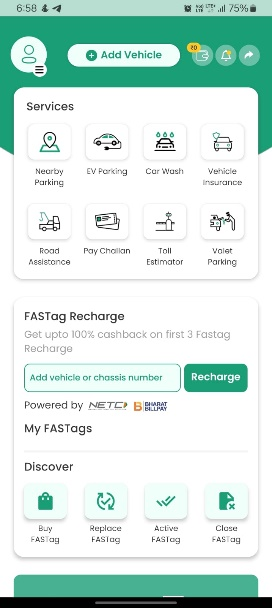 6:58
75%
Add Vehicle
₹0
Services
Nearby Parking
EV Parking
Car Wash
Vehicle Insurance
Road Assistance
Pay Challan
Toll Estimator
Valet Parking
FASTag Recharge
Get upto 100% cashback on first 3 Fastag
Recharge
Add vehicle or chassis number
Recharge
Powered by NETC BHARAT BILLPAY
My FASTags
Discover
Buy FASTag
Replace FASTag
Active FASTag
Close FASTag